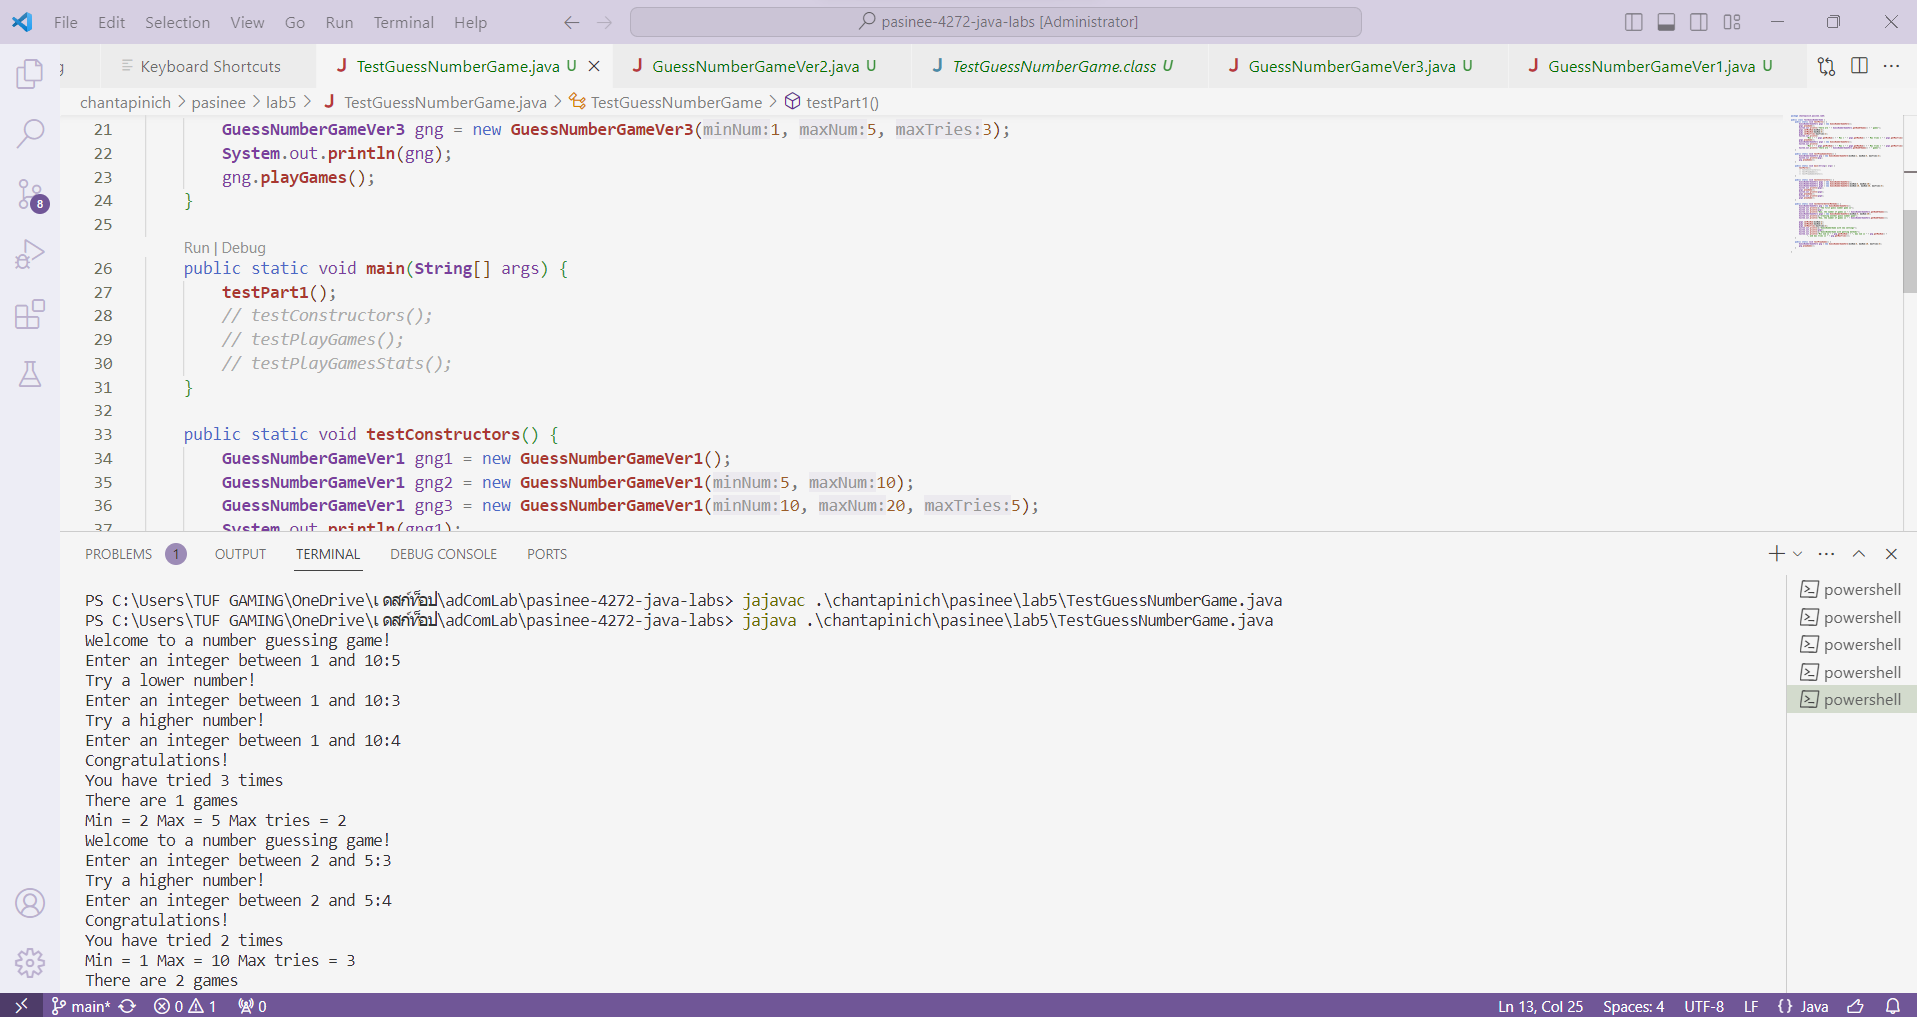 File Edit Selection View Go Run Terminal Help
pasinee-4272-java-labs [Administrator]
g Keyboard Shortcuts TestGuessNumberGame.java U GuessNumberGameVer2.java U TestGuessNumberGame.class U GuessNumberGameVer3.java U GuessNumberGameVer1.java U
chantapinich > pasinee > lab5 > J TestGuessNumberGame.java > TestGuessNumberGame > testPart1()
21 GuessNumberGameVer3 gng = new GuessNumberGameVer3(minNum:1, maxNum:5, maxTries:3);
22 System.out.println(gng);
23 gng.playGames();
24 }
25
Run | Debug
26 public static void main(String[] args) {
27 testPart1();
28 // testConstructors();
29 // testPlayGames();
30 // testPlayGamesStats();
31 }
32
33 public static void testConstructors() {
34 GuessNumberGameVer1 gng1 = new GuessNumberGameVer1();
35 GuessNumberGameVer1 gng2 = new GuessNumberGameVer1(minNum:5, maxNum:10);
36 GuessNumberGameVer1 gng3 = new GuessNumberGameVer1(minNum:10, maxNum:20, maxTries:5);
37 System.out.println(gng1);
PROBLEMS 1 OUTPUT TERMINAL DEBUG CONSOLE PORTS
PS C:\Users\TUF GAMING\OneDrive\เดสก์ท็อป\adComLab\pasinee-4272-java-labs> jajavac .\chantapinich\pasinee\lab5\TestGuessNumberGame.java
PS C:\Users\TUF GAMING\OneDrive\เดสก์ท็อป\adComLab\pasinee-4272-java-labs> jajava .\chantapinich\pasinee\lab5\TestGuessNumberGame.java
Welcome to a number guessing game!
Enter an integer between 1 and 10:5
Try a lower number!
Enter an integer between 1 and 10:3
Try a higher number!
Enter an integer between 1 and 10:4
Congratulations!
You have tried 3 times
There are 1 games
Min = 2 Max = 5 Max tries = 2
Welcome to a number guessing game!
Enter an integer between 2 and 5:3
Try a higher number!
Enter an integer between 2 and 5:4
Congratulations!
You have tried 2 times
Min = 1 Max = 10 Max tries = 3
There are 2 games
powershell
powershell
powershell
powershell
powershell
8
main* 0 1 0
Ln 13, Col 25 Spaces: 4 UTF-8 LF {} Java